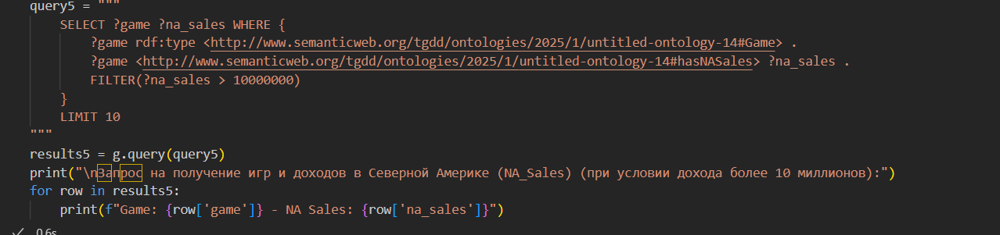 query5 = """
SELECT ?game ?na_sales WHERE {
?game rdf:type <http://www.semanticweb.org/tgdd/ontologies/2025/1/untitled-ontology-14#Game> .
?game <http://www.semanticweb.org/tgdd/ontologies/2025/1/untitled-ontology-14#hasNASales> ?na_sales .
FILTER(?na_sales > 10000000)
}
LIMIT 10
"""
results5 = g.query(query5)
print("\nЗапрос на получение игр и доходов в Северной Америке (NA_Sales) (при условии дохода более 10 миллионов):")
for row in results5:
print(f"Game: {row['game']} - NA Sales: {row['na_sales']}")
0.6s